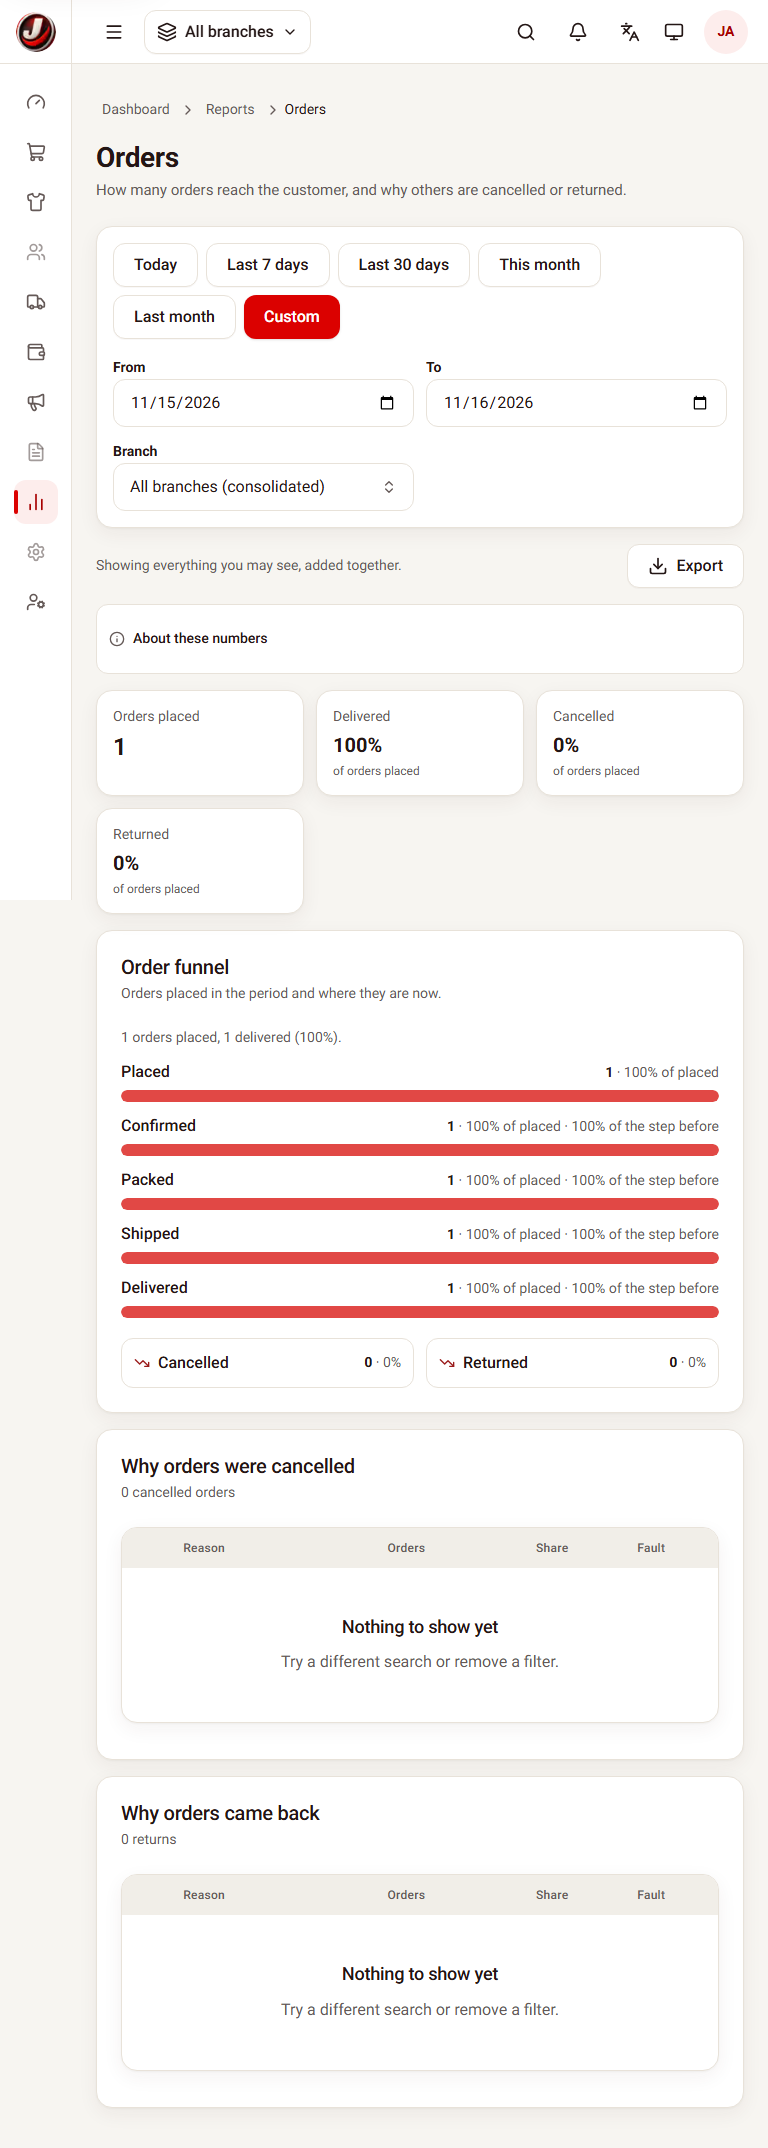 J
All branches
JA
Dashboard
Reports
Orders
Orders
How many orders reach the customer, and why others are cancelled or returned.
Today
Last 7 days
Last 30 days
This month
Last month
Custom
From
To
11/15/2026
11/16/2026
Branch
All branches (consolidated)
Showing everything you may see, added together.
Export
About these numbers
Orders placed
1
Delivered
100%
of orders placed
Cancelled
0%
of orders placed
Returned
0%
of orders placed
Order funnel
Orders placed in the period and where they are now.
1 orders placed, 1 delivered (100%).
Placed
1 · 100% of placed
Confirmed
1 · 100% of placed · 100% of the step before
Packed
1 · 100% of placed · 100% of the step before
Shipped
1 · 100% of placed · 100% of the step before
Delivered
1 · 100% of placed · 100% of the step before
Cancelled
0 · 0%
Returned
0 · 0%
Why orders were cancelled
0 cancelled orders
Reason Orders Share Fault
Nothing to show yet
Try a different search or remove a filter.
Why orders came back
0 returns
Reason Orders Share Fault
Nothing to show yet
Try a different search or remove a filter.